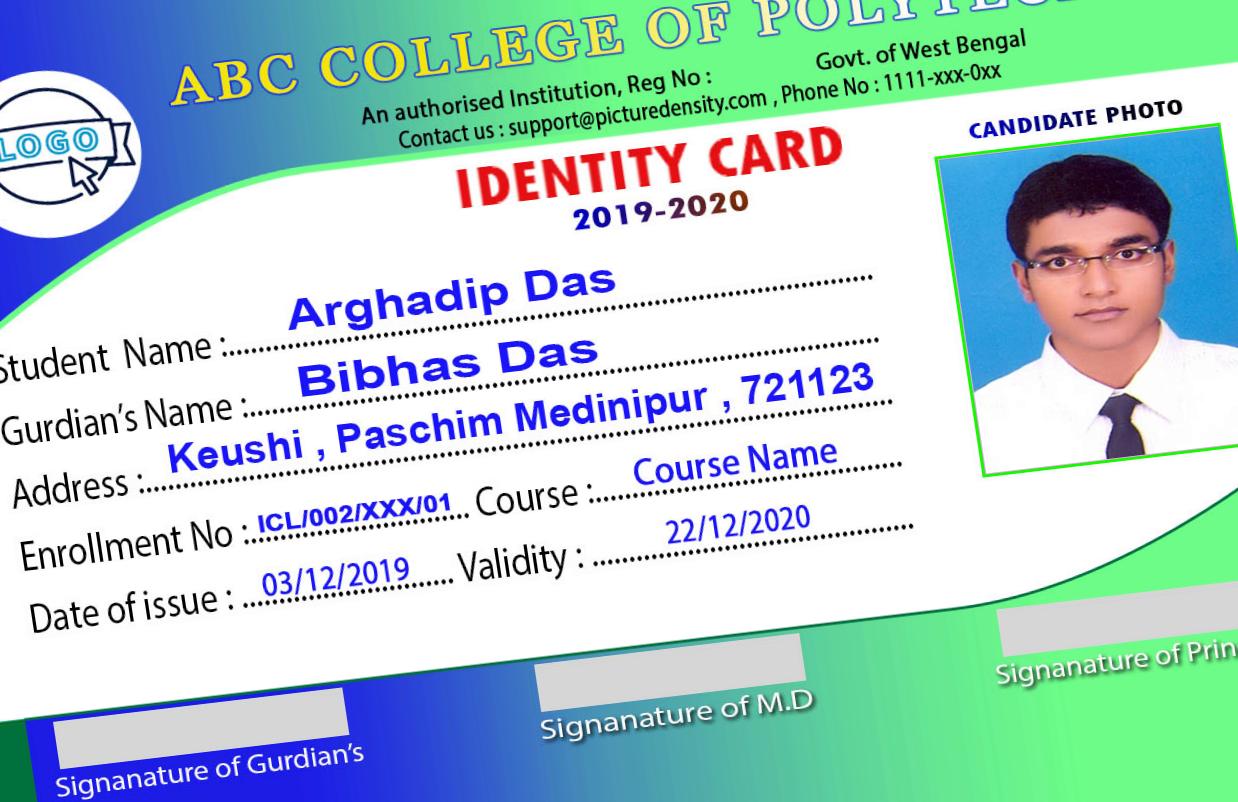 ABC COLLEGE OF POLYTEC
An authorised Institution, Reg No : Govt. of West Bengal
Contact us : support@picturedensity.com , Phone No : 1111-xxx-0xx
LOGO
IDENTITY CARD
2019-2020
CANDIDATE PHOTO
Student Name : Arghadip Das
Gurdian's Name : Bibhas Das
Address : Keushi , Paschim Medinipur , 721123
Enrollment No : ICL/002/XXX/01 Course : Course Name
Date of issue : 03/12/2019 Validity : 22/12/2020
Signanature of Gurdian's
Signanature of M.D
Signanature of Prin